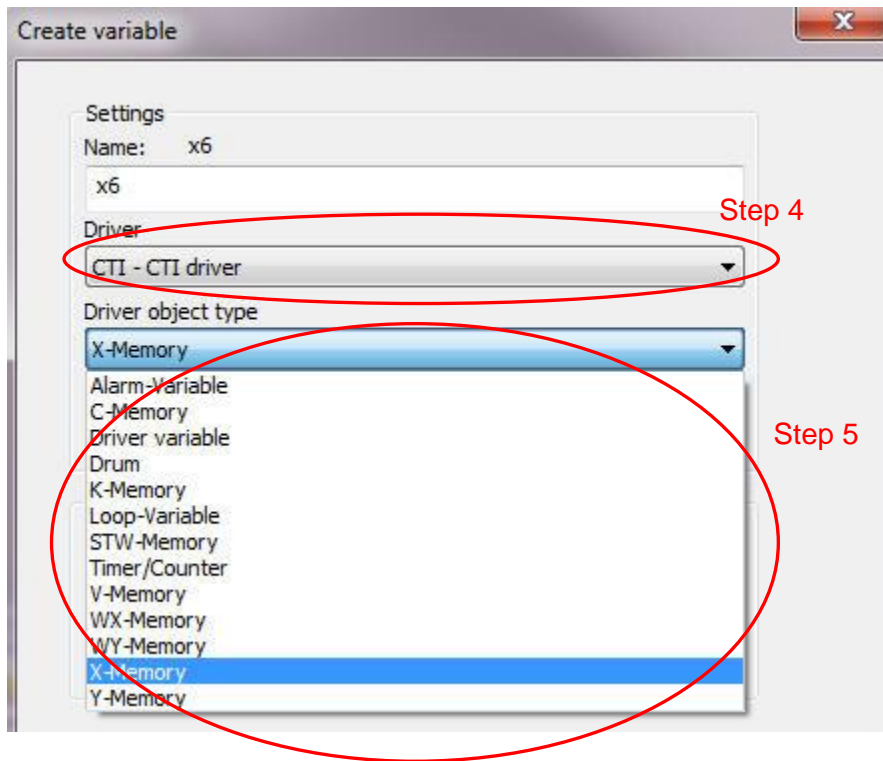 Create variable
Settings
Name: x6
x6
Step 4
Driver
CTI - CTI driver
Driver object type
X-Memory
Alarm-Variable
C-Memory
Driver variable
Step 5
Drum
K-Memory
Loop-Variable
STW-Memory
Timer/Counter
V-Memory
WX-Memory
WY-Memory
X-Memory
Y-Memory